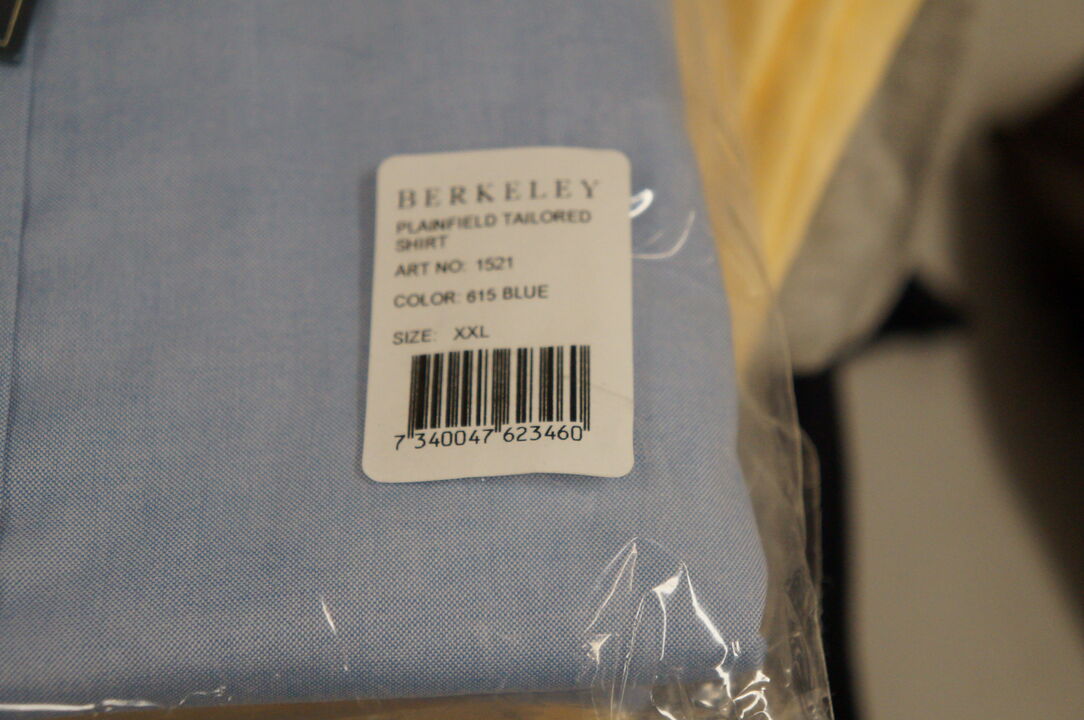 BERKELEY
PLAINFIELD TAILORED
SHIRT
ART NO: 1521
COLOR: 615 BLUE
SIZE: XXL
7 340047 623460